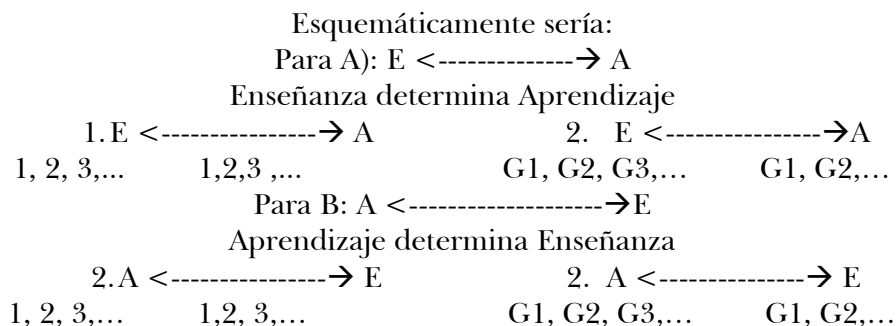 Esquemáticamente sería:
Para A): E <--------------→ A
Enseñanza determina Aprendizaje
1. E <----------------→ A 2. E <----------------→A
1, 2, 3,... 1,2,3 ,... G1, G2, G3,… G1, G2,…
Para B: A <--------------------→E
Aprendizaje determina Enseñanza
2.A <---------------→ E 2. A <---------------→ E
1, 2, 3,… 1,2, 3,… G1, G2, G3,… G1, G2,…